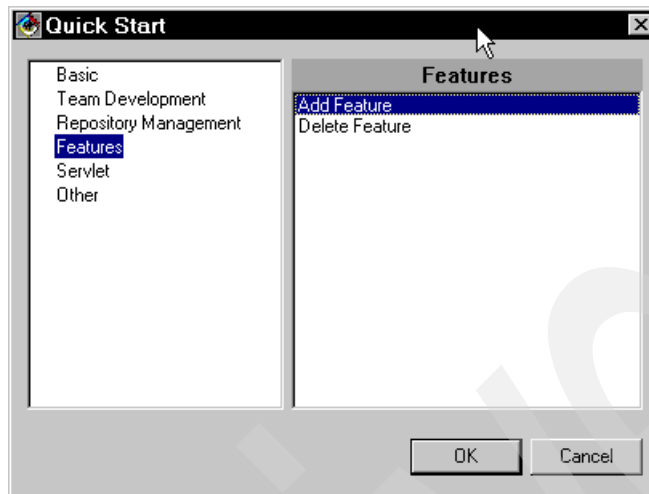 Quick Start
Basic
Team Development
Repository Management
Features
Servlet
Other
Features
Add Feature
Delete Feature
OK
Cancel